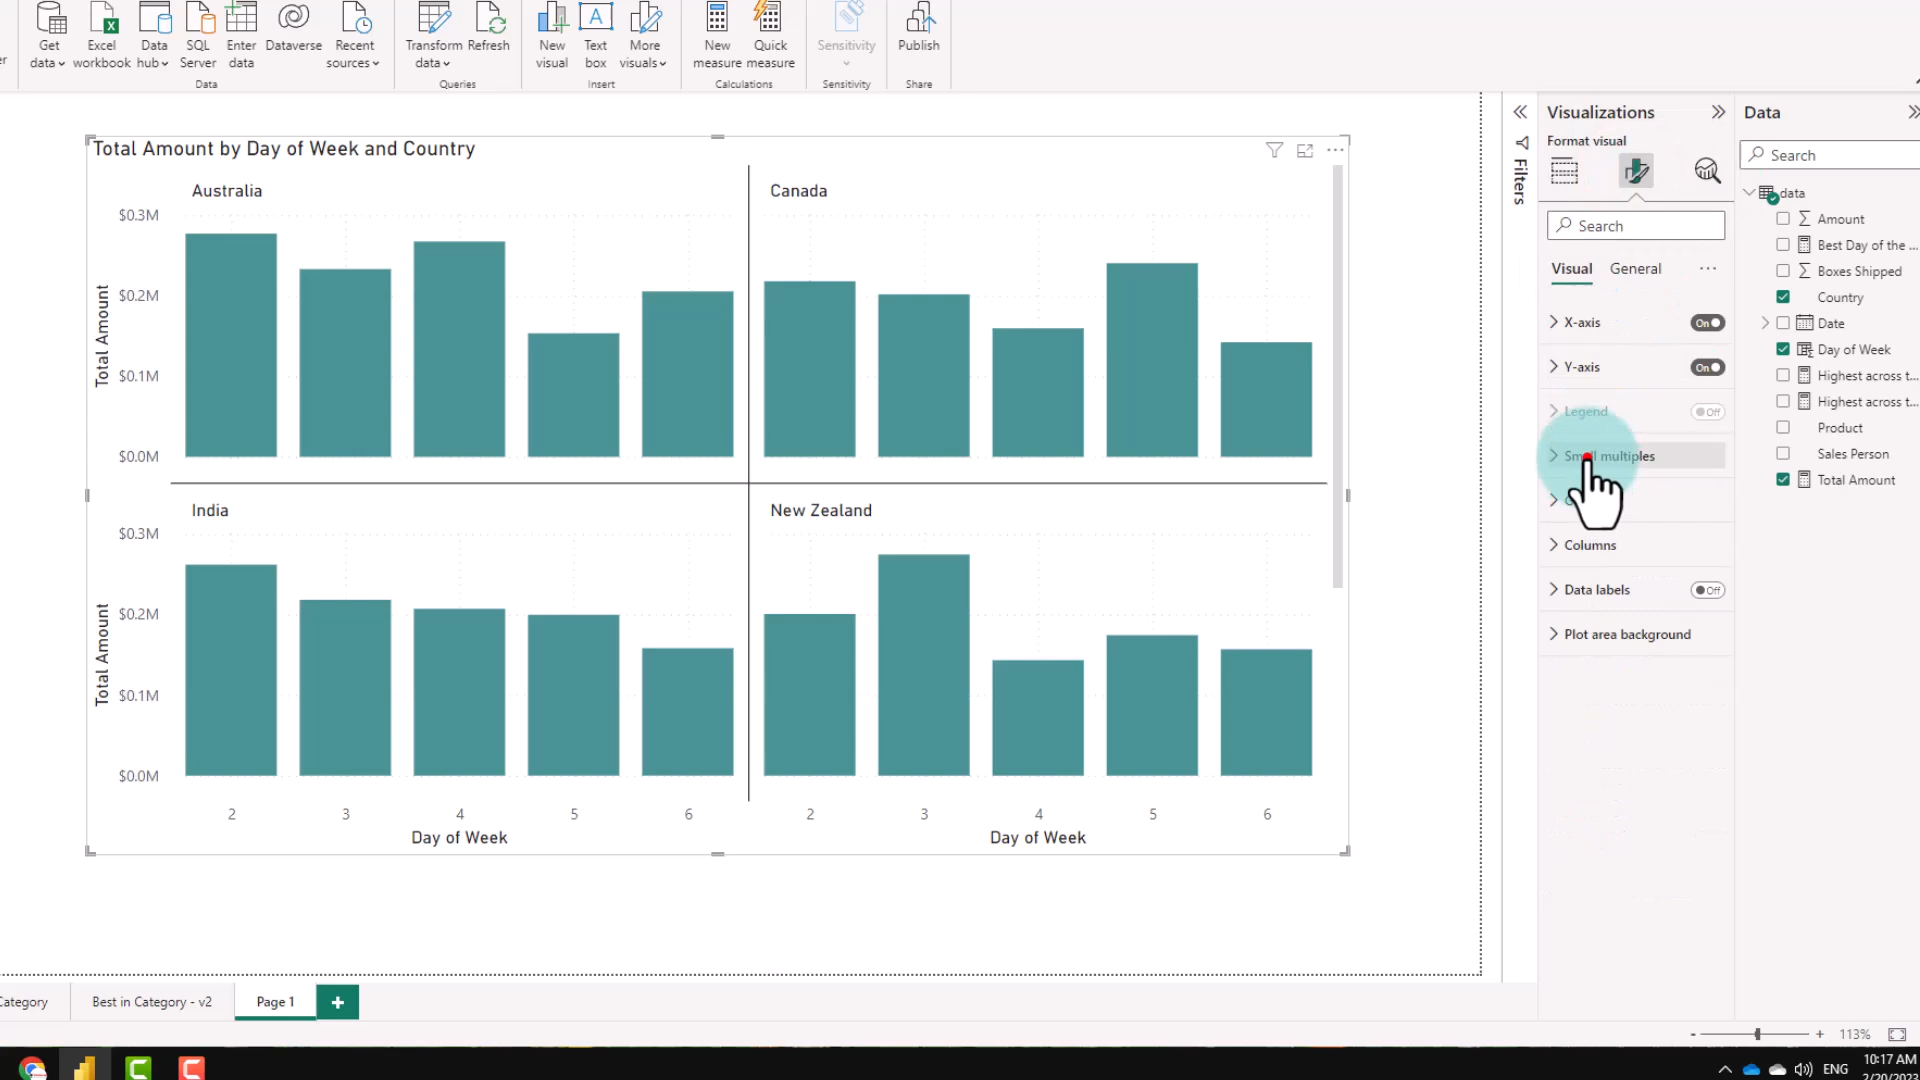 Get data
Excel workbook
Data hub
SQL Server
Enter data
Dataverse
Recent sources
Data
Transform data
Refresh
Queries
New visual
Text box
More visuals
Insert
New measure
Quick measure
Calculations
Sensitivity
Sensitivity
Publish
Share
Total Amount by Day of Week and Country
Australia
Canada
$0.3M
$0.2M
$0.1M
$0.0M
Total Amount
India
New Zealand
$0.3M
$0.2M
$0.1M
$0.0M
Total Amount
2 3 4 5 6
2 3 4 5 6
Day of Week
Day of Week
Filters
Visualizations
Format visual
Search
Visual
General
...
X-axis
On
Y-axis
On
Legend
Off
Small multiples
Columns
Data labels
Off
Plot area background
Data
Search
data
Amount
Best Day of the ...
Boxes Shipped
Country
Date
Day of Week
Highest across t...
Highest across t...
Product
Sales Person
Total Amount
Category
Best in Category - v2
Page 1
+
- + 113%
ENG
10:17 AM
2/20/2023